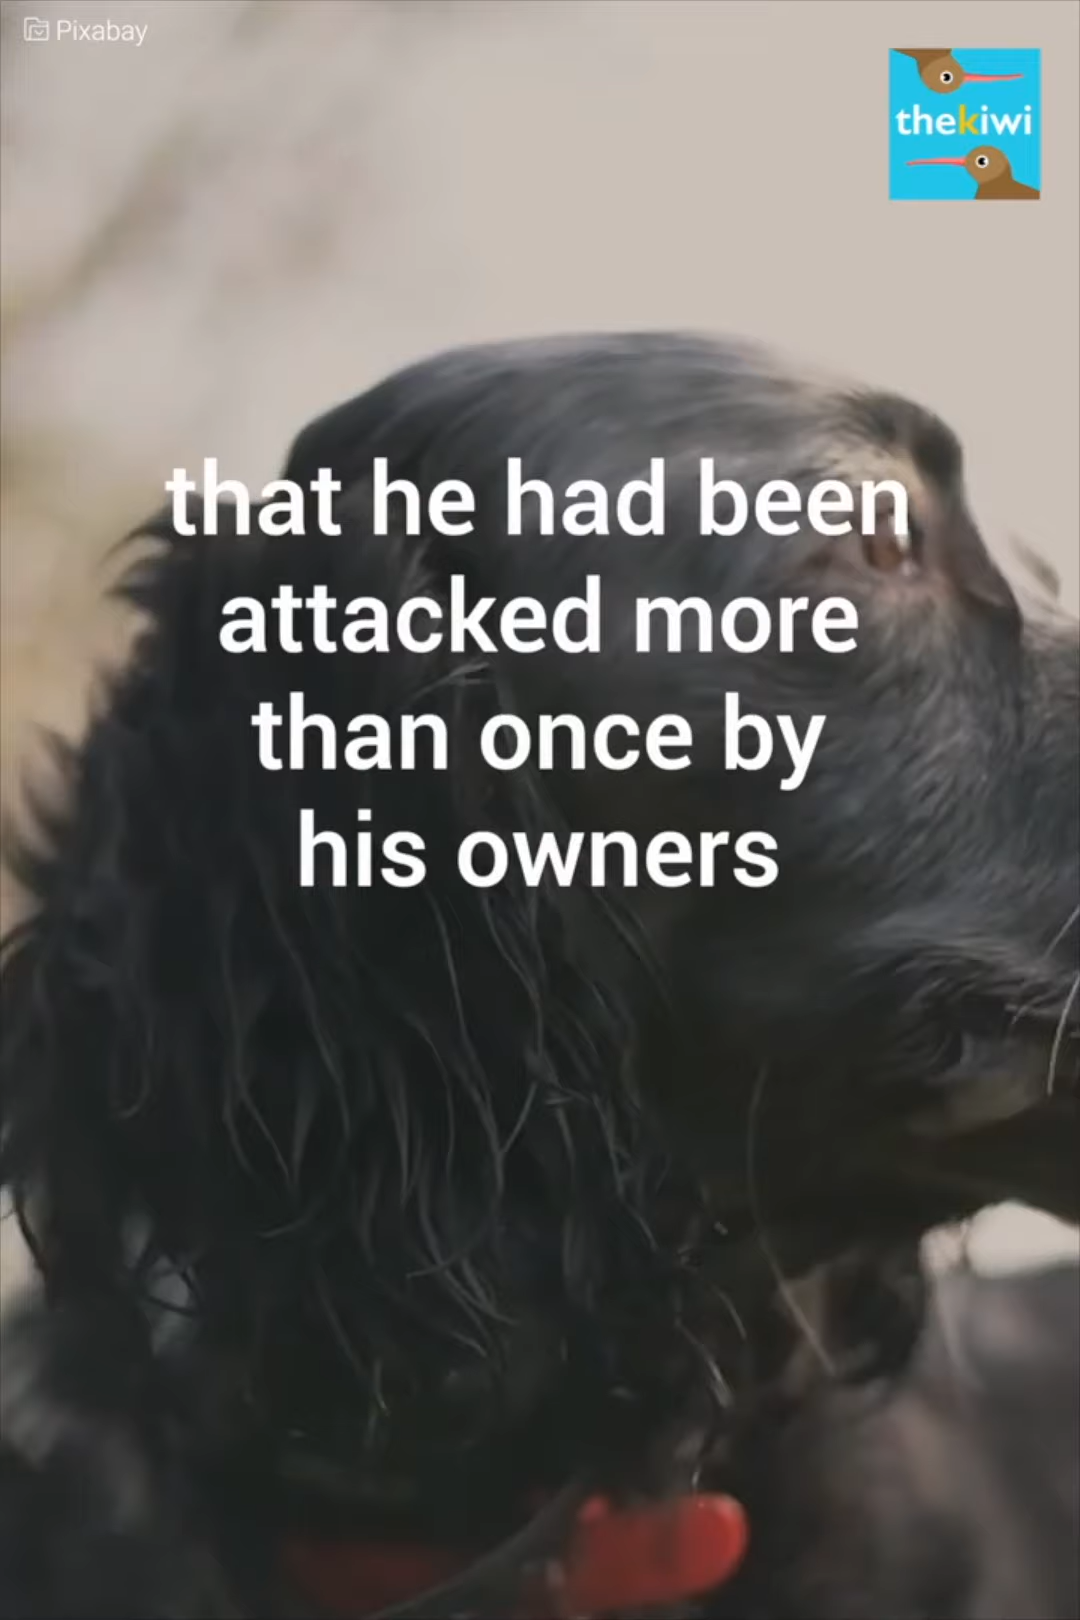 Pixabay
thekiwi
that he had been
attacked more
than once by
his owners